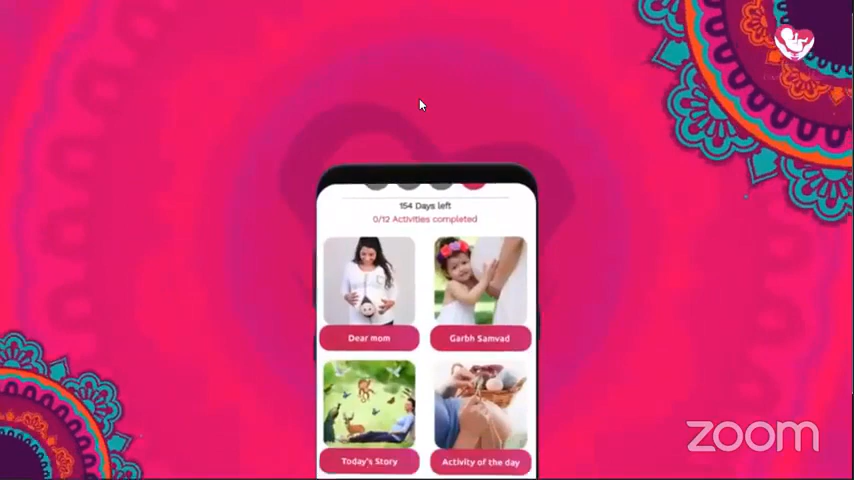 154 Days left
0/12 Activities completed
Dear mom
Garbh Samvad
Today's Story
Activity of the day
zoom